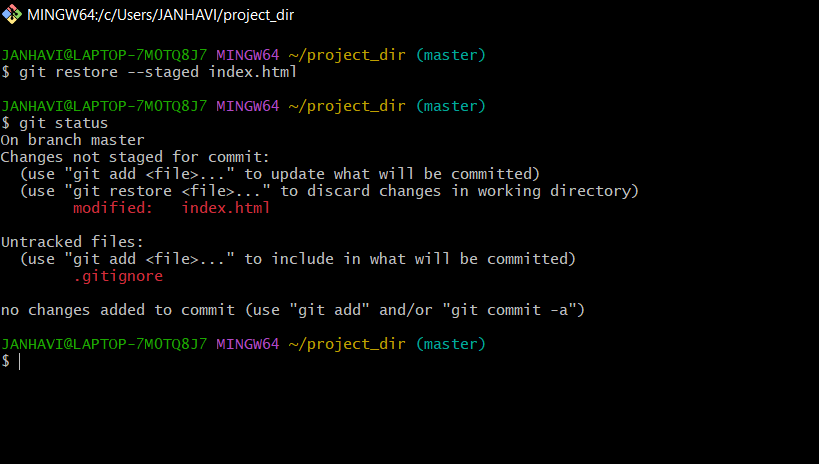 MINGW64:/c/Users/JANHAVI/project_dir
JANHAVI@LAPTOP-7M0TQ8J7 MINGW64 ~/project_dir (master)
$ git restore --staged index.html
JANHAVI@LAPTOP-7M0TQ8J7 MINGW64 ~/project_dir (master)
$ git status
On branch master
Changes not staged for commit:
  (use "git add <file>..." to update what will be committed)
  (use "git restore <file>..." to discard changes in working directory)
        modified:   index.html
Untracked files:
  (use "git add <file>..." to include in what will be committed)
        .gitignore
no changes added to commit (use "git add" and/or "git commit -a")
JANHAVI@LAPTOP-7M0TQ8J7 MINGW64 ~/project_dir (master)
$